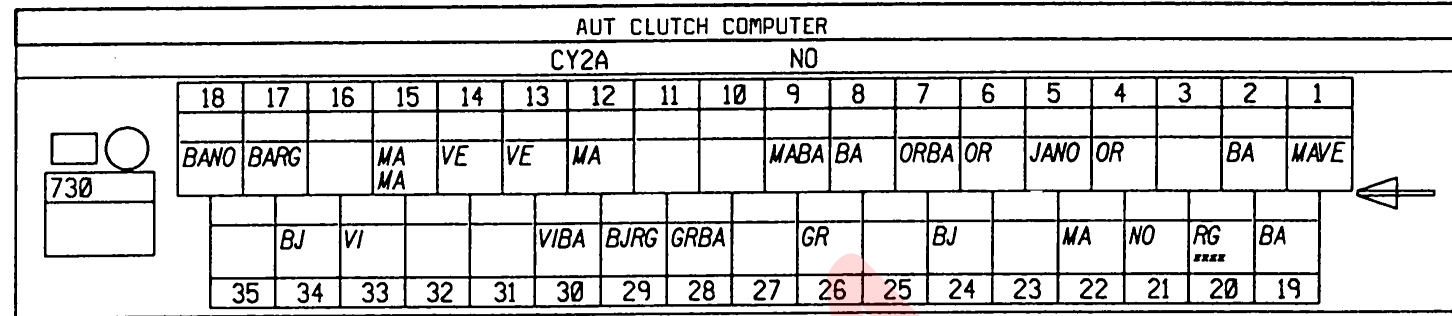 AUT CLUTCH COMPUTER
CY2A NO
18 17 16 15 14 13 12 11 10 9 8 7 6 5 4 3 2 1
BANO BARG MA VE VE MA MABA BA ORBA OR JANO OR BA MAVE
MA
730
BJ VI VIBA BJRG GRBA GR BJ MA NO RG BA
35 34 33 32 31 30 29 28 27 26 25 24 23 22 21 20 19